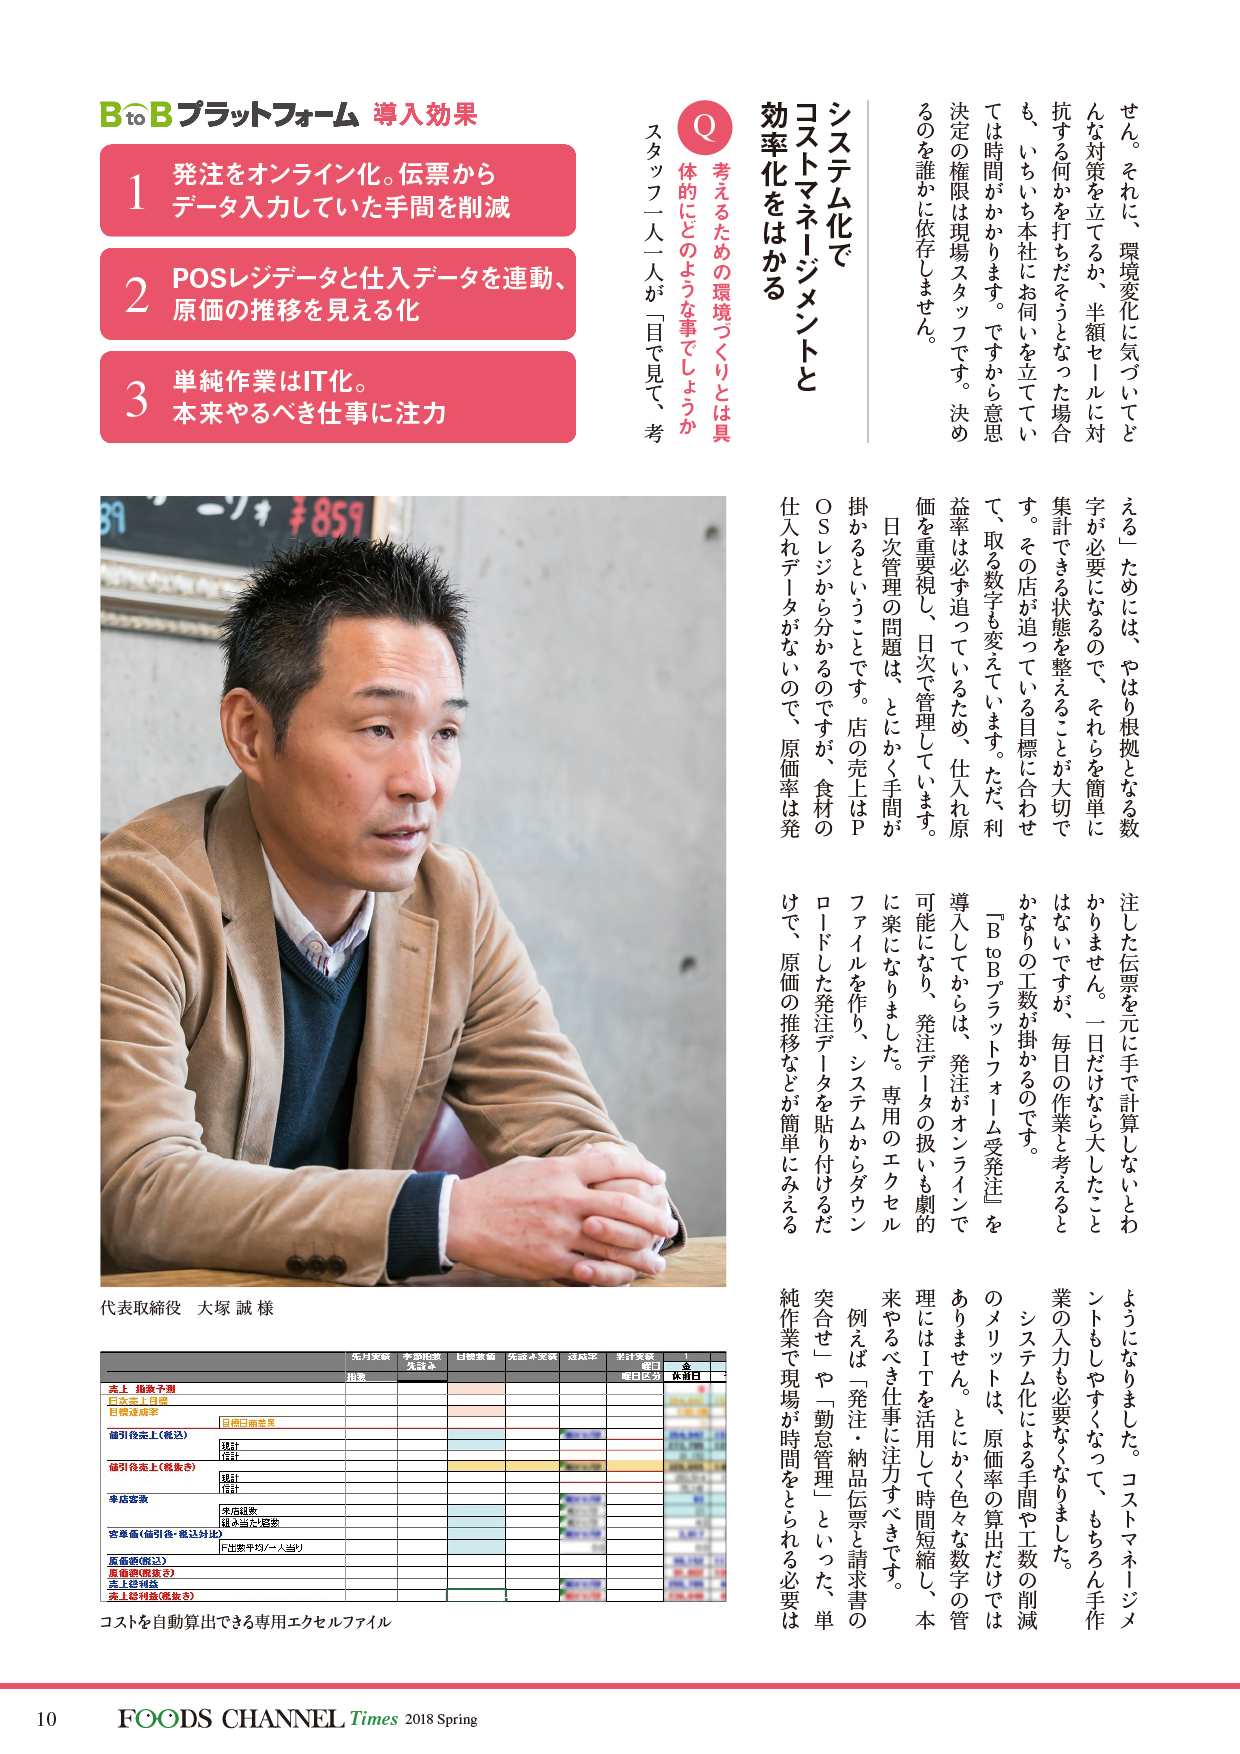 せん。それに、環境変化に気づいてど
んな対策を立てるか、半額セールに対
抗する何かを打ちだそうとなった場合
も、いちいち本社にお伺いを立ててい
ては時間がかかります。ですから意思
決定の権限は現場スタッフです。決め
るのを誰かに依存しません。
システム化で
コストマネージメントと
効率化をはかる
Q
考えるための環境づくりとは具
体的にどのような事でしょうか
スタッフ一人一人が「目で見て、考
える」ためには、やはり根拠となる数
字が必要になるので、それらを簡単に
集計できる状態を整えることが大切で
す。その店が追っている目標に合わせ
て、取る数字も変えています。ただ、利
益率は必ず追っているため、仕入れ原
価を重要視し、日次で管理しています。
日次管理の問題は、とにかく手間が
掛かるということです。店の売上はP
OSレジから分かるのですが、食材の
仕入れデータがないので、原価率は発
注した伝票を元に手で計算しないとわ
かりません。一日だけなら大したこと
はないですが、毎日の作業と考えると
かなりの工数が掛かるのです。
『BtoBプラットフォーム受発注』を
導入してからは、発注がオンラインで
可能になり、発注データの扱いも劇的
に楽になりました。専用のエクセル
ファイルを作り、システムからダウン
ロードした発注データを貼り付けるだ
けで、原価の推移などが簡単にみえる
ようになりました。コストマネージメ
ントもしやすくなって、もちろん手作
業の入力も必要なくなりました。
システム化による手間や工数の削減
のメリットは、原価率の算出だけでは
ありません。とにかく色々な数字の管
理にはITを活用して時間短縮し、本
来やるべき仕事に注力すべきです。
例えば「発注・納品伝票と請求書の
突合せ」や「勤怠管理」といった、単
純作業で現場が時間をとられる必要は
BtoBプラットフォーム 導入効果
1
発注をオンライン化。伝票から
データ入力していた手間を削減
2
POSレジデータと仕入データを連動、
原価の推移を見える化
3
単純作業はIT化。
本来やるべき仕事に注力
¥859
代表取締役　大塚 誠 様
先月実績 季節指数 目標数値 先読み実績 達成率 累計実績 1
先読み 曜日 金
指数 曜日区分 休前日
売上 指数予測
日次売上目標
目標達成率
目標日商差異
値引後売上(税込)
現計
信計
値引後売上(税抜き)
現計
信計
来店客数
来店組数
組み当たり客数
客単価(値引後・税込対比)
F出数平均/一人当り
原価額(税込)
原価額(税抜き)
売上総利益
売上総利益(税抜き)
コストを自動算出できる専用エクセルファイル
10
FOODS CHANNEL Times 2018 Spring